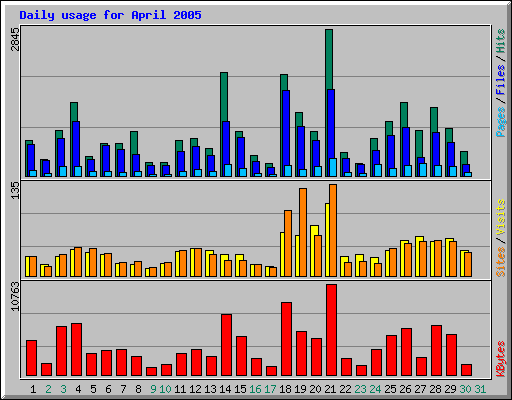 Daily usage for April 2005
2845
Pages / Files / Hits
135
Sites / Visits
10763
KBytes
1 2 3 4 5 6 7 8 9 10 11 12 13 14 15 16 17 18 19 20 21 22 23 24 25 26 27 28 29 30 31